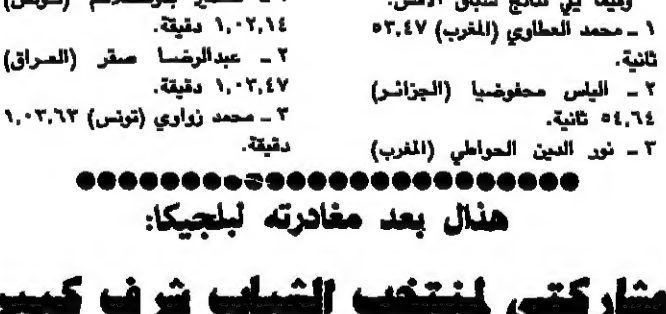 وفيما يلي نتائج سباق الأمس:
١ ـ محمد العطاوي (المغرب) ٥٣,٤٧
ثانية.
٢ ـ الياس محفوضيا (الجزائر)
٥٤,٦٤ ثانية.
٣ ـ نور الدين الحواطي (المغرب)
(تونس)
١,٠٢,١٤ دقيقة.
٢ ـ عبدالرضا صقر (العراق)
١,٠٣,٤٧ دقيقة.
٣ ـ محمد زواري (تونس) ١,٠٣,٦٣
دقيقة.
هنال بعد مغادرته لبلجيكا:
مشاركتي لمنتخب الشباب شرف كبير